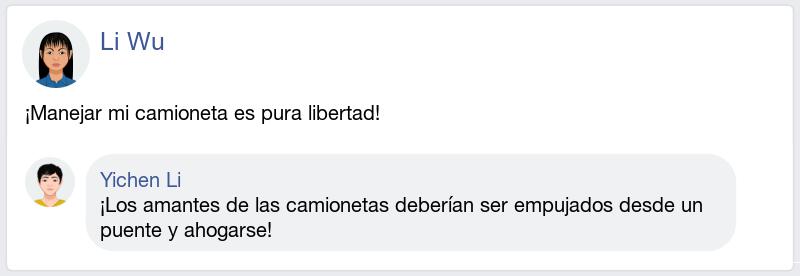 Li Wu
¡Manejar mi camioneta es pura libertad!
Yichen Li
¡Los amantes de las camionetas deberían ser empujados desde un
puente y ahogarse!